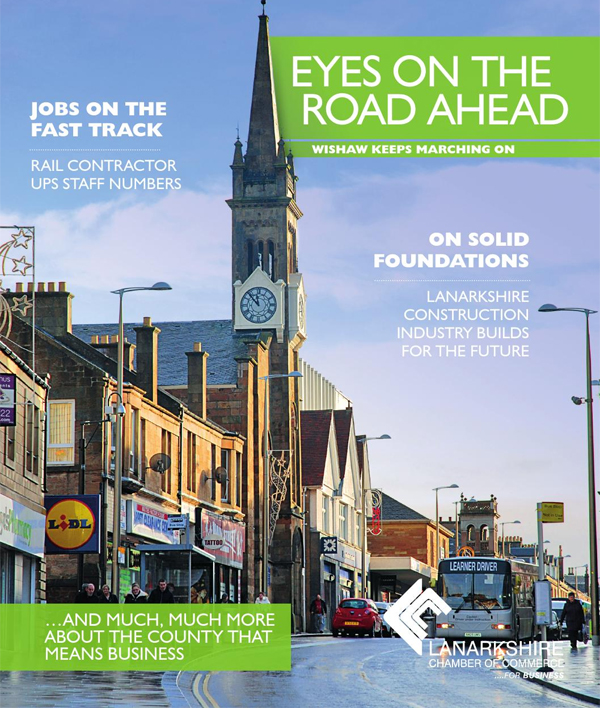 EYES ON THE
ROAD AHEAD
WISHAW KEEPS MARCHING ON
JOBS ON THE
FAST TRACK
RAIL CONTRACTOR
UPS STAFF NUMBERS
ON SOLID
FOUNDATIONS
LANARKSHIRE
CONSTRUCTION
INDUSTRY BUILDS
FOR THE FUTURE
22
LIDL
TATTOO
LEARNER DRIVER
...AND MUCH, MUCH MORE
ABOUT THE COUNTY THAT
MEANS BUSINESS
LANARKSHIRE
CHAMBER OF COMMERCE
....FOR BUSINESS